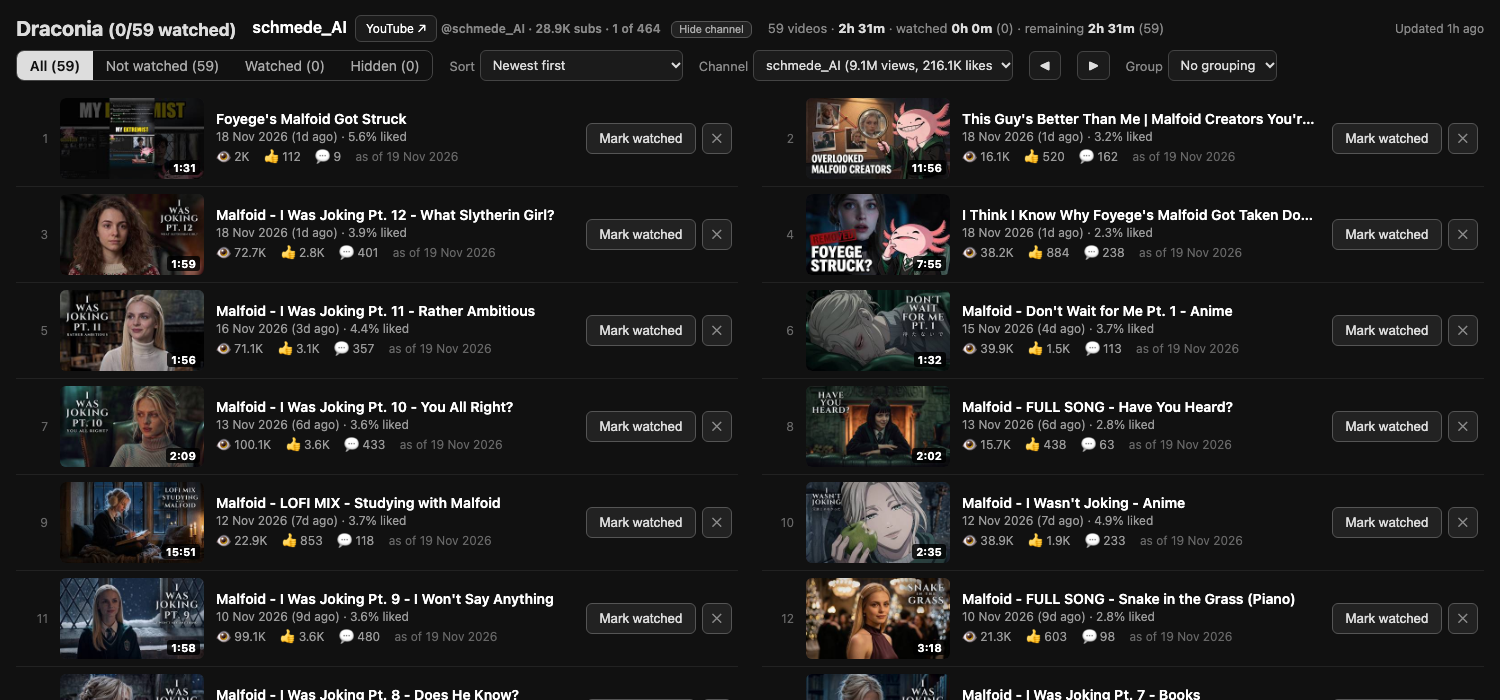 Draconia (0/59 watched) schmede_AI YouTube ↗ @schmede_AI · 28.9K subs · 1 of 464 Hide channel 59 videos · 2h 31m · watched 0h 0m (0) · remaining 2h 31m (59) Updated 1h ago
All (59) Not watched (59) Watched (0) Hidden (0) Sort Newest first Channel schmede_AI (9.1M views, 216.1K likes ◀ ▶ Group No grouping
1
MY EXTREMIST
MY EXTREMIST
1:31
Foyege's Malfoid Got Struck
18 Nov 2026 (1d ago) · 5.6% liked
2K 112 9 as of 19 Nov 2026
Mark watched ✕
2
OVERLOOKED
MALFOID CREATORS
11:56
This Guy's Better Than Me | Malfoid Creators You'r...
18 Nov 2026 (1d ago) · 3.2% liked
16.1K 520 162 as of 19 Nov 2026
Mark watched ✕
3
I
WAS
JOKING
PT. 12
1:59
Malfoid - I Was Joking Pt. 12 - What Slytherin Girl?
18 Nov 2026 (1d ago) · 3.9% liked
72.7K 2.8K 401 as of 19 Nov 2026
Mark watched ✕
4
REMOVED
FOYEGE
STRUCK?
7:55
I Think I Know Why Foyege's Malfoid Got Taken Do...
18 Nov 2026 (1d ago) · 2.3% liked
38.2K 884 238 as of 19 Nov 2026
Mark watched ✕
5
I
WAS
JOKING
PT. 11
RATHER AMBITIOUS
1:56
Malfoid - I Was Joking Pt. 11 - Rather Ambitious
16 Nov 2026 (3d ago) · 4.4% liked
71.1K 3.1K 357 as of 19 Nov 2026
Mark watched ✕
6
DON'T
WAIT
FOR ME
PT. 1
1:32
Malfoid - Don't Wait for Me Pt. 1 - Anime
15 Nov 2026 (4d ago) · 3.7% liked
39.9K 1.5K 113 as of 19 Nov 2026
Mark watched ✕
7
I
WAS
JOKING
PT. 10
YOU ALL RIGHT?
2:09
Malfoid - I Was Joking Pt. 10 - You All Right?
13 Nov 2026 (6d ago) · 3.6% liked
100.1K 3.6K 433 as of 19 Nov 2026
Mark watched ✕
8
HAVE
YOU
HEARD?
2:02
Malfoid - FULL SONG - Have You Heard?
13 Nov 2026 (6d ago) · 2.8% liked
15.7K 438 63 as of 19 Nov 2026
Mark watched ✕
9
LOFI MIX
STUDYING
WITH
MALFOID
15:51
Malfoid - LOFI MIX - Studying with Malfoid
12 Nov 2026 (7d ago) · 3.7% liked
22.9K 853 118 as of 19 Nov 2026
Mark watched ✕
10
I
WASN'T
JOKING
2:35
Malfoid - I Wasn't Joking - Anime
12 Nov 2026 (7d ago) · 4.9% liked
38.9K 1.9K 233 as of 19 Nov 2026
Mark watched ✕
11
I
WAS
JOKING
PT. 9
1:58
Malfoid - I Was Joking Pt. 9 - I Won't Say Anything
10 Nov 2026 (9d ago) · 3.6% liked
99.1K 3.6K 480 as of 19 Nov 2026
Mark watched ✕
12
SNAKE
IN THE
GRASS
3:18
Malfoid - FULL SONG - Snake in the Grass (Piano)
10 Nov 2026 (9d ago) · 2.8% liked
21.3K 603 98 as of 19 Nov 2026
Mark watched ✕
I
WAS
Malfoid - I Was Joking Pt. 8 - Does He Know?
I
WAS
Malfoid - I Was Joking Pt. 7 - Books